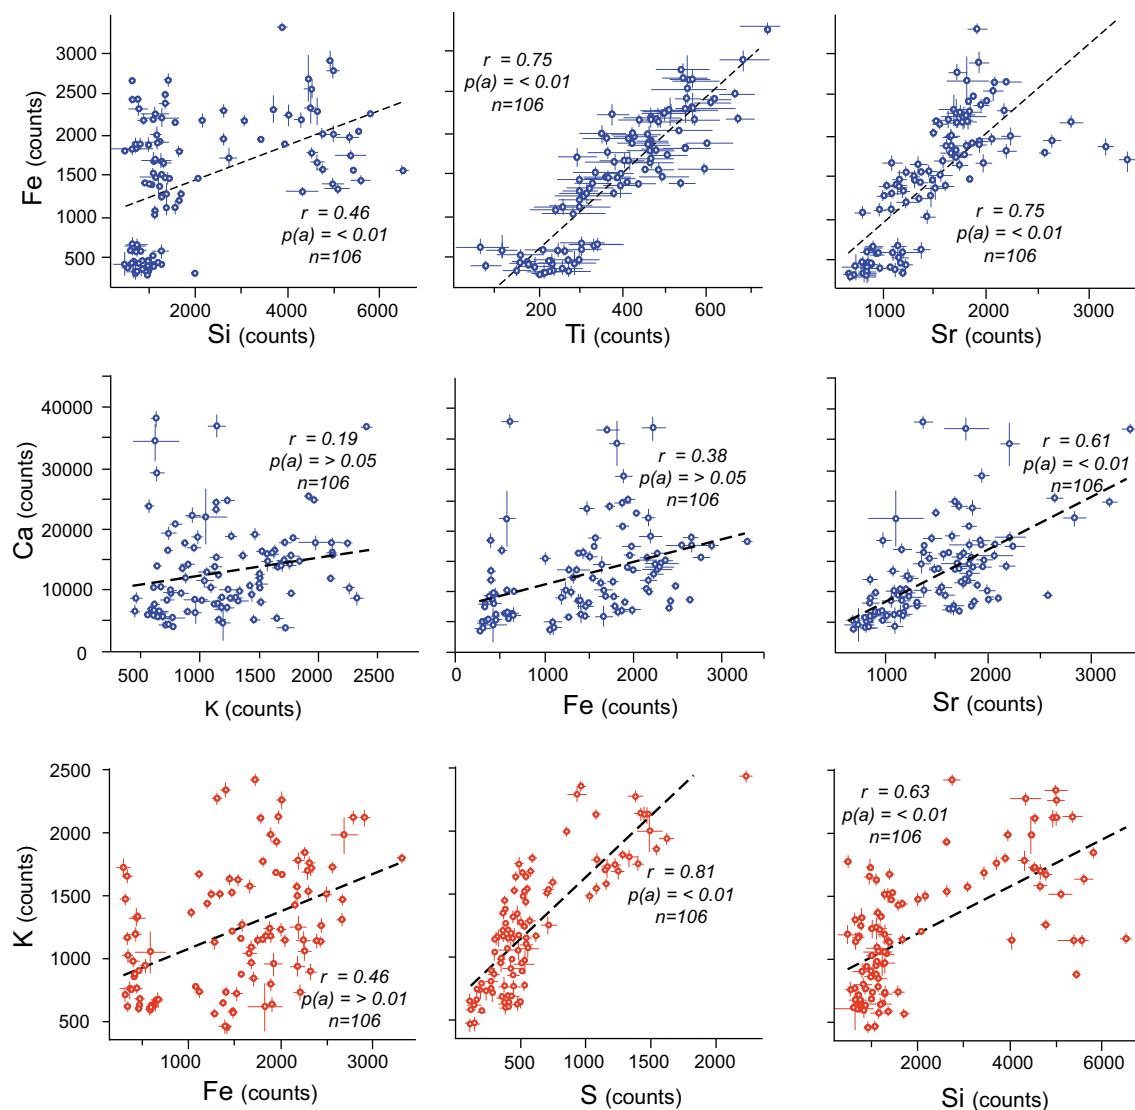 3000
2500
2000
1500
1000
500
Fe (counts)
r = 0.46
p(a) = < 0.01
n=106
2000 4000 6000
Si (counts)
r = 0.75
p(a) = < 0.01
n=106
200 400 600
Ti (counts)
r = 0.75
p(a) = < 0.01
n=106
1000 2000 3000
Sr (counts)
40000
30000
20000
10000
0
Ca (counts)
r = 0.19
p(a) = > 0.05
n=106
500 1000 1500 2000 2500
K (counts)
r = 0.38
p(a) = > 0.05
n=106
0 1000 2000 3000
Fe (counts)
r = 0.61
p(a) = < 0.01
n=106
1000 2000 3000
Sr (counts)
2500
2000
1500
1000
500
K (counts)
r = 0.46
p(a) = > 0.01
n=106
1000 2000 3000
Fe (counts)
r = 0.81
p(a) = < 0.01
n=106
500 1000 1500 2000
S (counts)
r = 0.63
p(a) = < 0.01
n=106
2000 4000 6000
Si (counts)